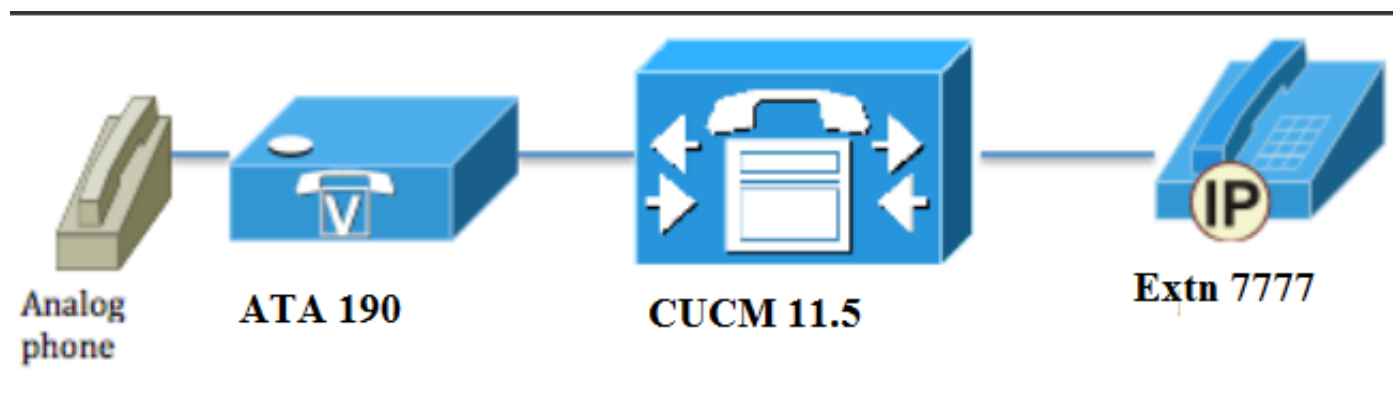 Analog
phone
V
ATA 190
CUCM 11.5
IP
Extn 7777